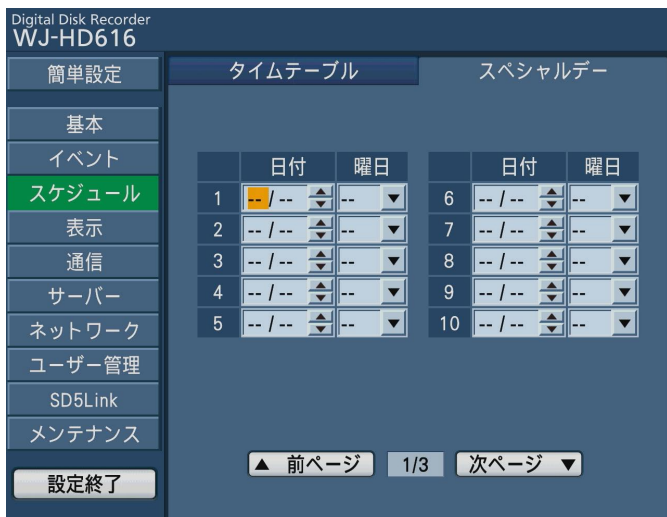 Digital Disk Recorder
WJ-HD616
簡単設定
基本
イベント
スケジュール
表示
通信
サーバー
ネットワーク
ユーザー管理
SD5Link
メンテナンス
設定終了
タイムテーブル スペシャルデー
日付 曜日 日付 曜日
1 -- / -- -- 6 -- / -- --
2 -- / -- -- 7 -- / -- --
3 -- / -- -- 8 -- / -- --
4 -- / -- -- 9 -- / -- --
5 -- / -- -- 10 -- / -- --
▲ 前ページ 1/3 次ページ ▼